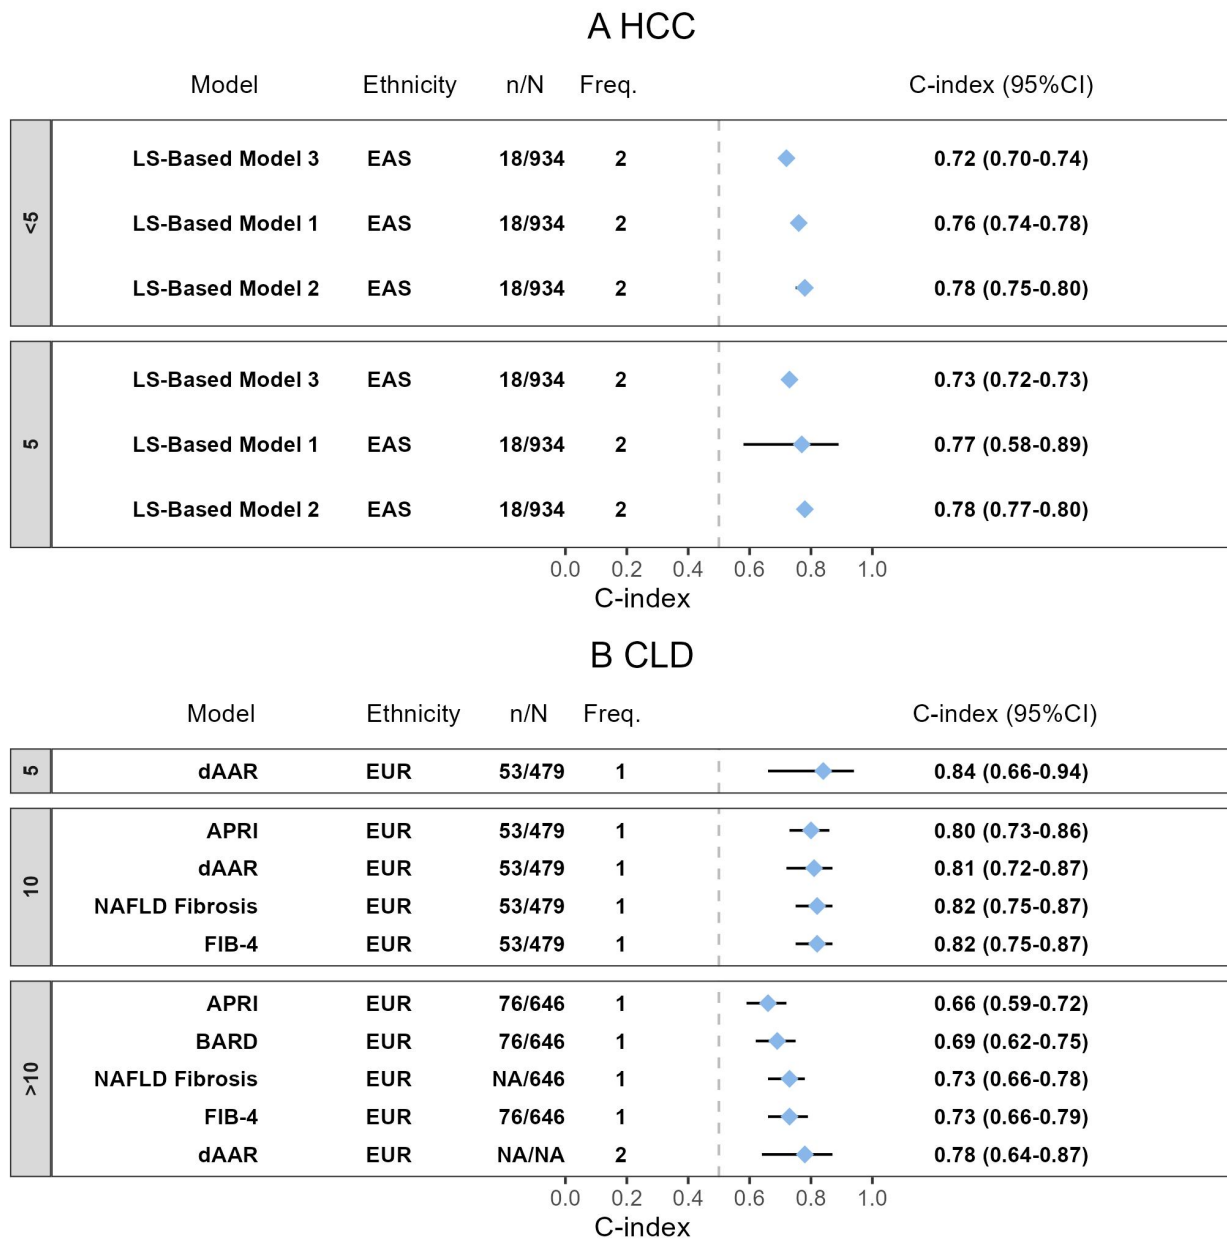 A HCC
Model Ethnicity n/N Freq. C-index (95%CI)
<5
LS-Based Model 3 EAS 18/934 2 0.72 (0.70-0.74)
LS-Based Model 1 EAS 18/934 2 0.76 (0.74-0.78)
LS-Based Model 2 EAS 18/934 2 0.78 (0.75-0.80)
5
LS-Based Model 3 EAS 18/934 2 0.73 (0.72-0.73)
LS-Based Model 1 EAS 18/934 2 0.77 (0.58-0.89)
LS-Based Model 2 EAS 18/934 2 0.78 (0.77-0.80)
0.0 0.2 0.4 0.6 0.8 1.0
C-index
B CLD
Model Ethnicity n/N Freq. C-index (95%CI)
5
dAAR EUR 53/479 1 0.84 (0.66-0.94)
10
APRI EUR 53/479 1 0.80 (0.73-0.86)
dAAR EUR 53/479 1 0.81 (0.72-0.87)
NAFLD Fibrosis EUR 53/479 1 0.82 (0.75-0.87)
FIB-4 EUR 53/479 1 0.82 (0.75-0.87)
>10
APRI EUR 76/646 1 0.66 (0.59-0.72)
BARD EUR 76/646 1 0.69 (0.62-0.75)
NAFLD Fibrosis EUR NA/646 1 0.73 (0.66-0.78)
FIB-4 EUR 76/646 1 0.73 (0.66-0.79)
dAAR EUR NA/NA 2 0.78 (0.64-0.87)
0.0 0.2 0.4 0.6 0.8 1.0
C-index